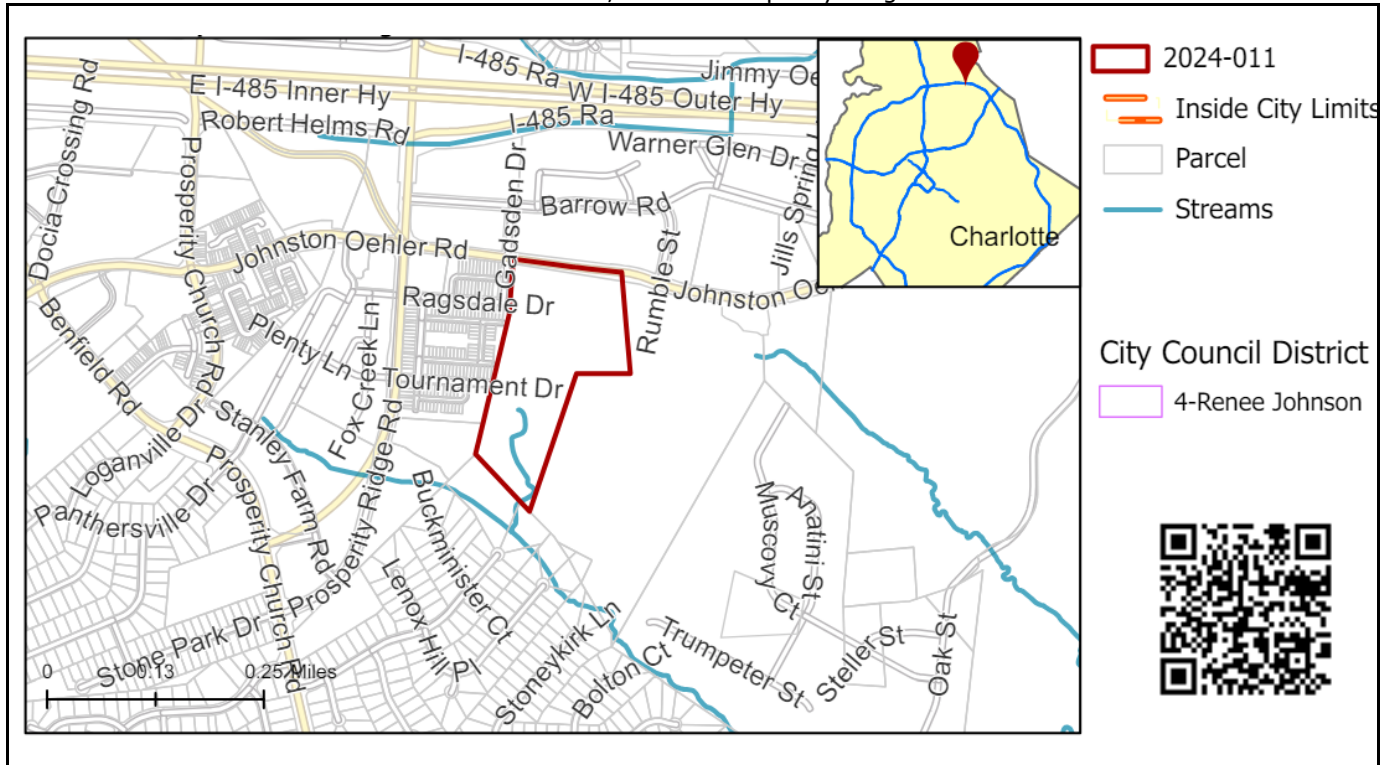 I-485 Ra
Jimmy Oe
E I-485 Inner Hy
W I-485 Outer Hy
Robert Helms Rd
I-485 Ra
Warner Glen Dr
Docia Crossing Rd
Prosperity Church Rd
Gadsden Dr
Barrow Rd
Jills Spring L
Johnston Oehler Rd
Rumble St
Johnston Oeh
Ragsdale Dr
Benfield Rd
Plenty Ln
Fox Creek Ln
Tournament Dr
Loganville Dr
Stanley Farm Rd
Prosperity Ridge Rd
Panthersville Dr
Prosperity Church Rd
Buckminister Ct
Lenox Hill Pl
Muscovy Ct
Anatini St
Stone Park Dr
Stoneykirk Ln
Bolton Ct
Trumpeter St
Steller St
Oak St
0 0.13 0.25 Miles
Charlotte
2024-011
Inside City Limits
Parcel
Streams
City Council District
4-Renee Johnson